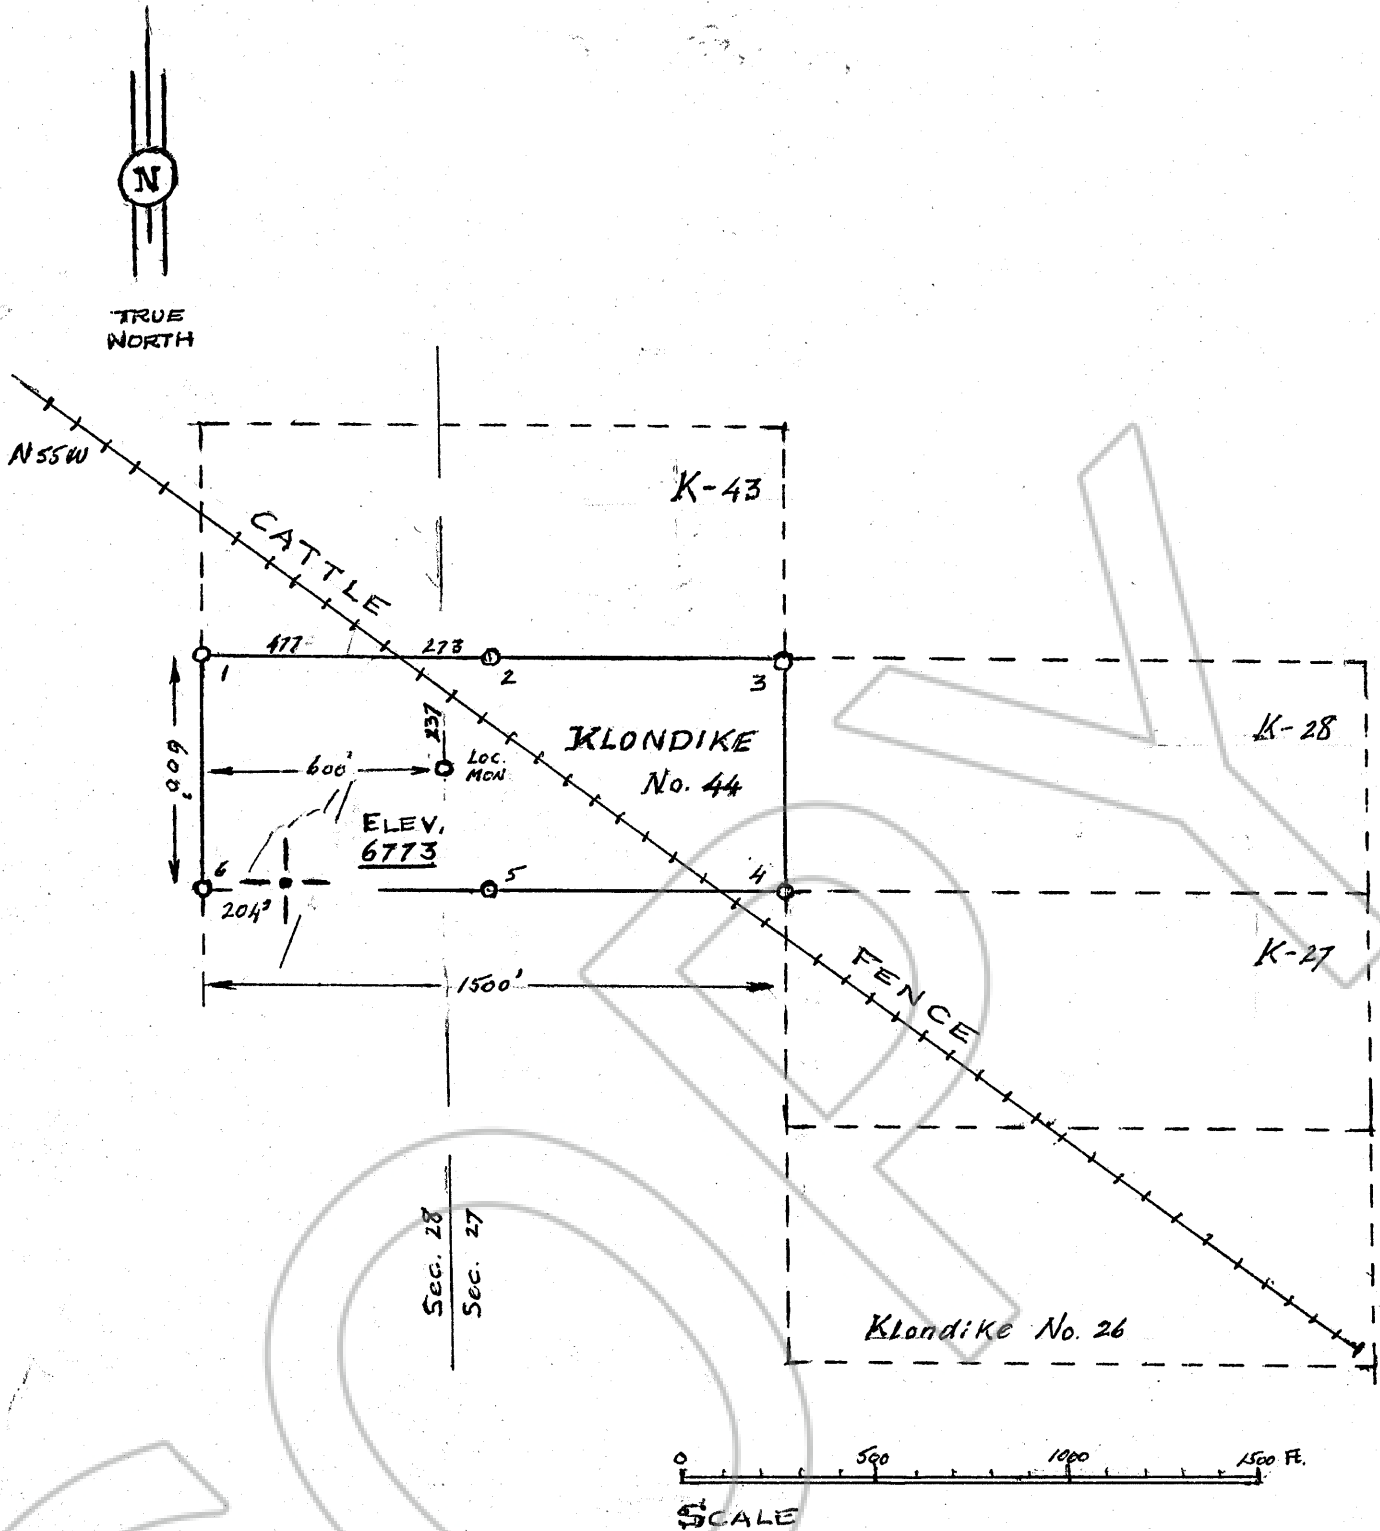 N
TRUE
NORTH
N55W
K-43
CATTLE
477
273
1
2
3
237
KLONDIKE
No. 44
K-28
600'
600'
LOC.
MON
ELEV.
6773
6
5
4
204'
K-27
FENCE
1500'
Sec. 28
Sec. 27
Klondike No. 26
0 500 1000 1500 Ft.
SCALE
COPY